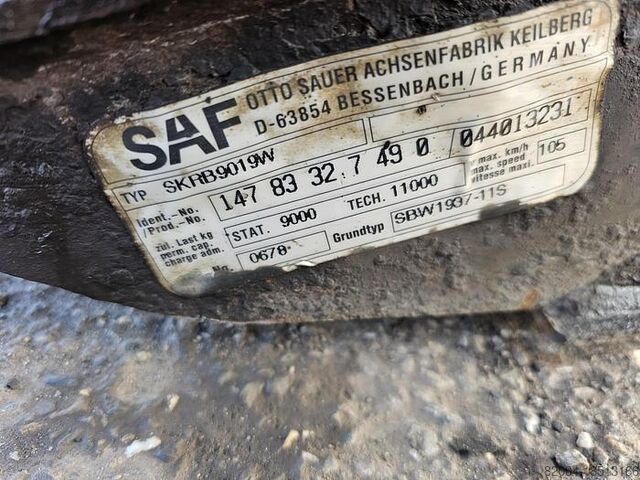 SAF OTTO SAUER ACHSENFABRIK KEILBERG
D-63854 BESSENBACH/GERMANY
TYP SKRB9019W
Ident.-No. /Prod.-No. 147 83 32 7 49 0 044013231
zul. Last kg
perm. cap.
charge adm.
STAT. 9000 TECH. 11000
max. km/h
max. speed
vitesse maxi.
105
No. 0678 Grundtyp SBW1937-11S